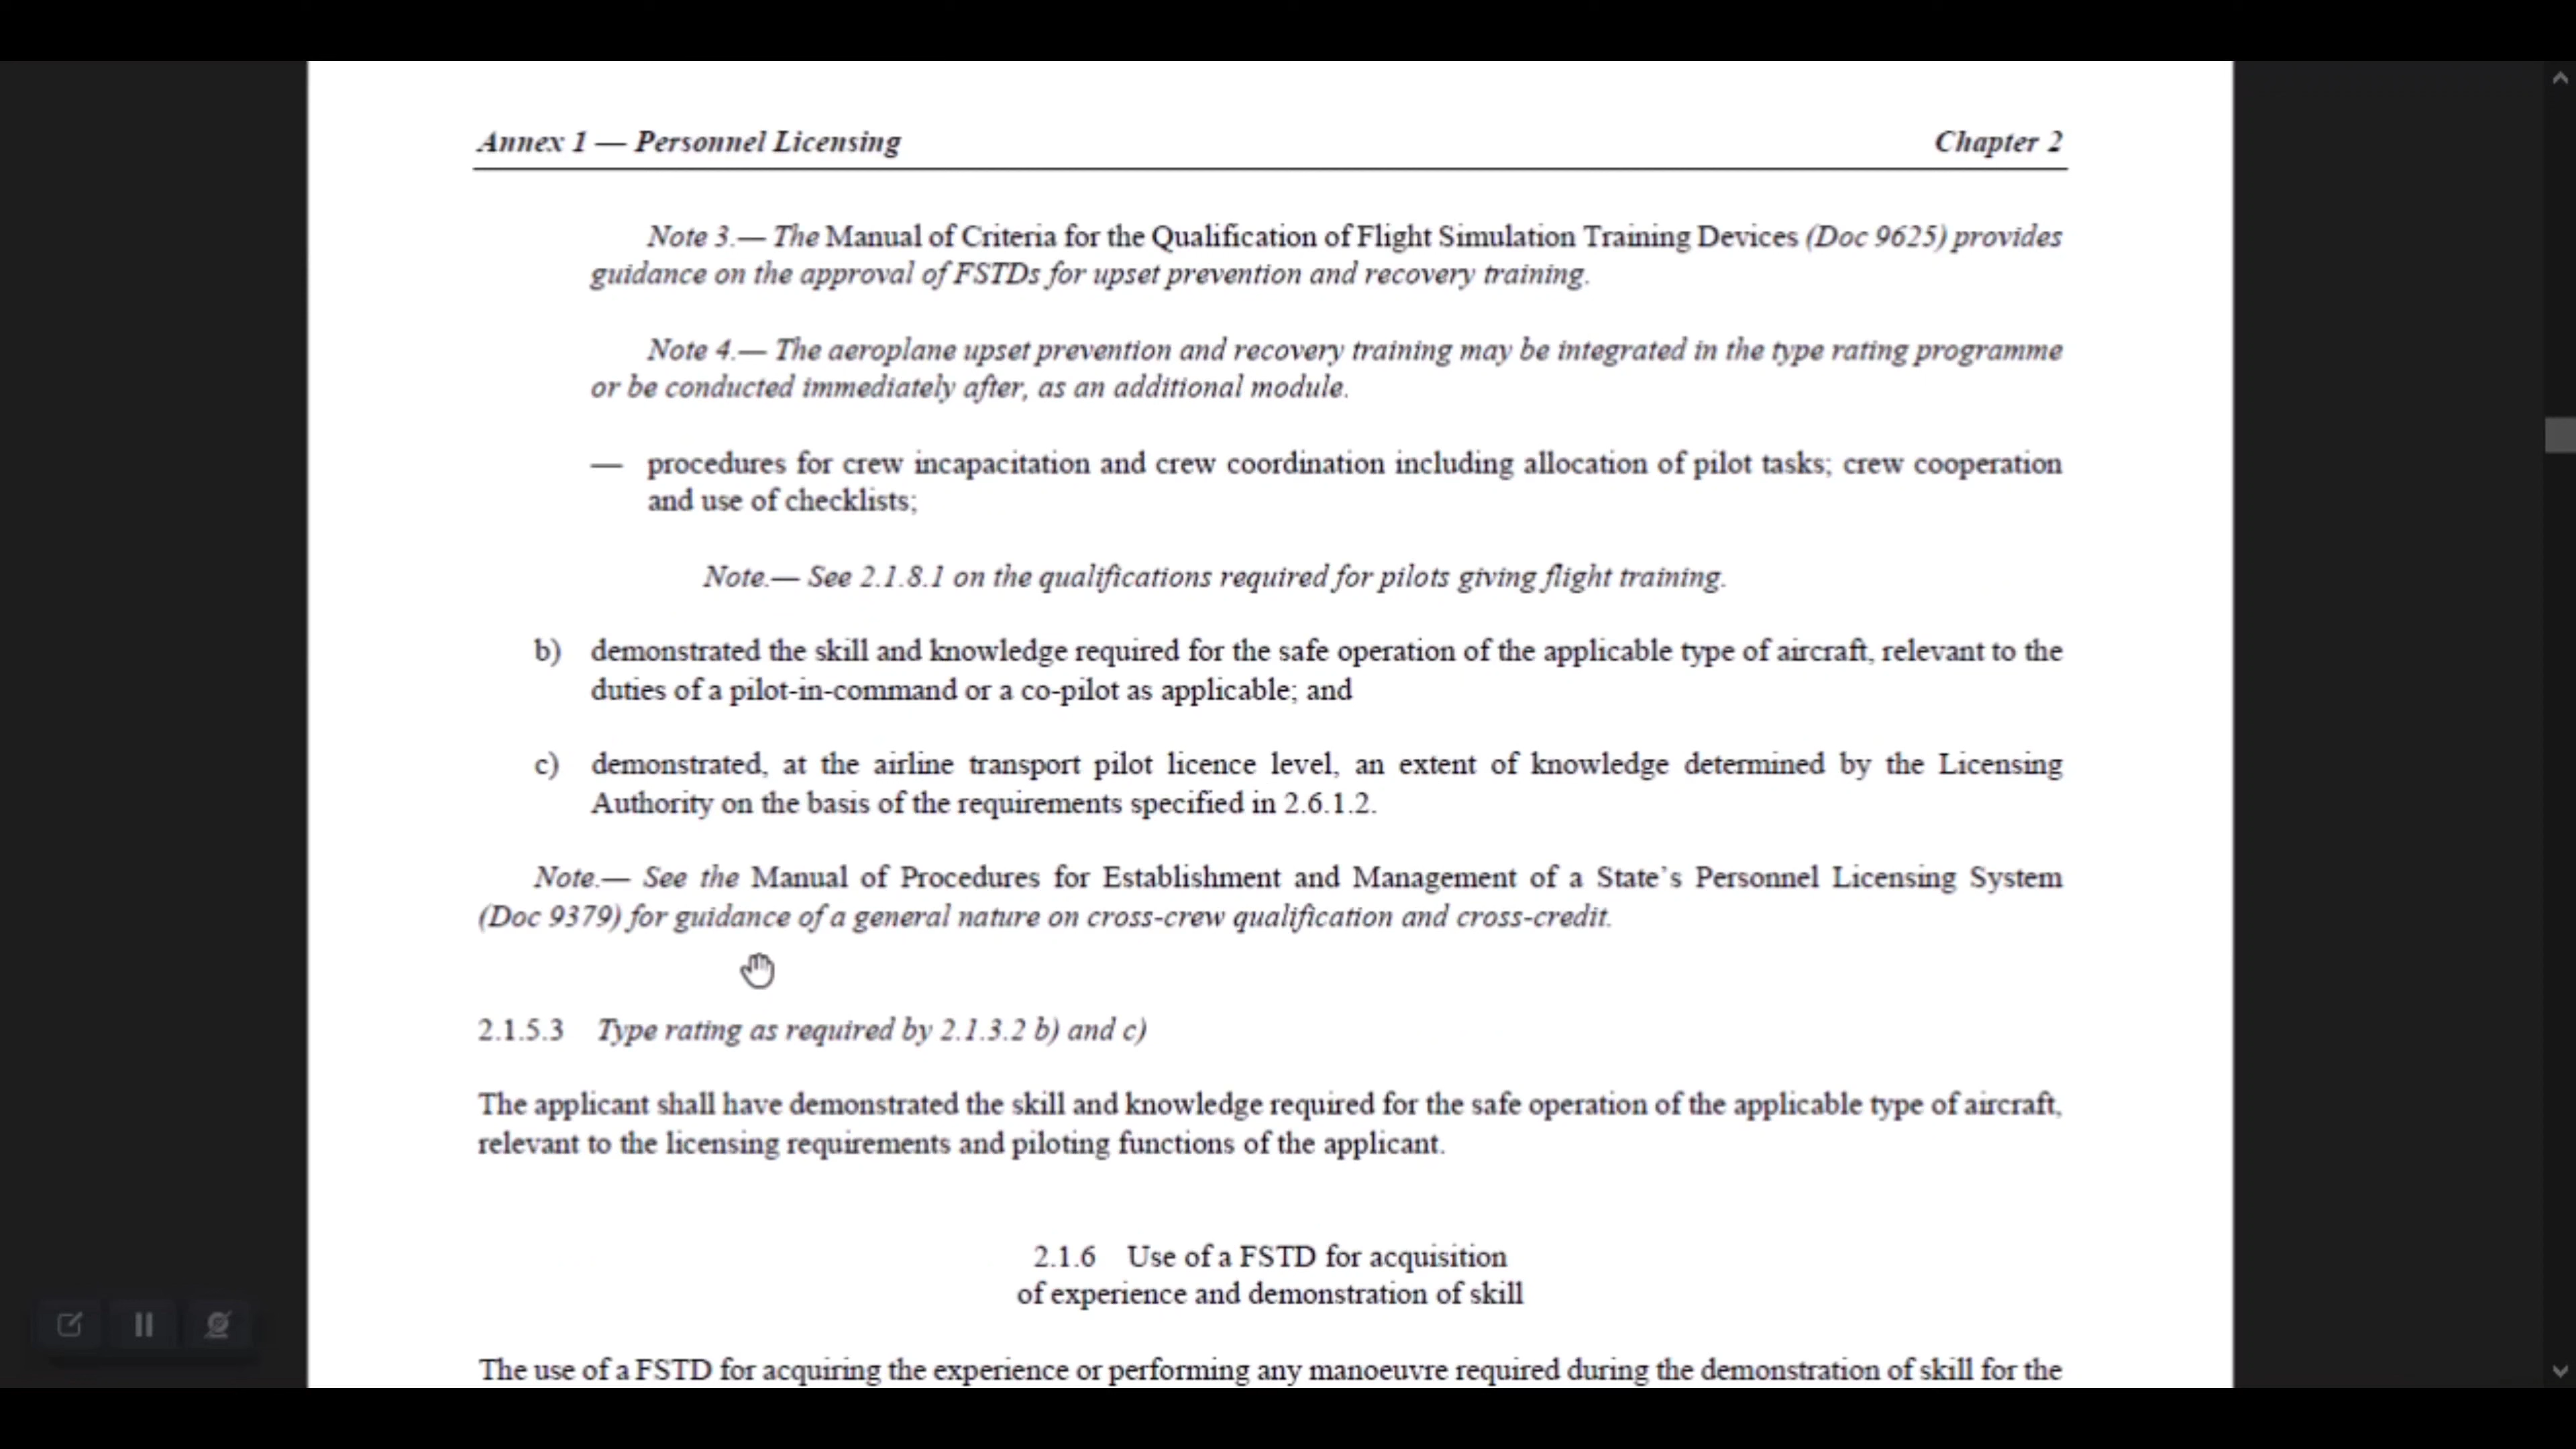 Annex 1 — Personnel Licensing Chapter 2
Note 3.— The Manual of Criteria for the Qualification of Flight Simulation Training Devices (Doc 9625) provides
guidance on the approval of FSTDs for upset prevention and recovery training.
Note 4.— The aeroplane upset prevention and recovery training may be integrated in the type rating programme
or be conducted immediately after, as an additional module.
— procedures for crew incapacitation and crew coordination including allocation of pilot tasks; crew cooperation
and use of checklists;
Note.— See 2.1.8.1 on the qualifications required for pilots giving flight training.
b) demonstrated the skill and knowledge required for the safe operation of the applicable type of aircraft, relevant to the
duties of a pilot-in-command or a co-pilot as applicable; and
c) demonstrated, at the airline transport pilot licence level, an extent of knowledge determined by the Licensing
Authority on the basis of the requirements specified in 2.6.1.2.
Note.— See the Manual of Procedures for Establishment and Management of a State’s Personnel Licensing System
(Doc 9379) for guidance of a general nature on cross-crew qualification and cross-credit.
2.1.5.3 Type rating as required by 2.1.3.2 b) and c)
The applicant shall have demonstrated the skill and knowledge required for the safe operation of the applicable type of aircraft,
relevant to the licensing requirements and piloting functions of the applicant.
2.1.6 Use of a FSTD for acquisition
of experience and demonstration of skill
The use of a FSTD for acquiring the experience or performing any manoeuvre required during the demonstration of skill for the